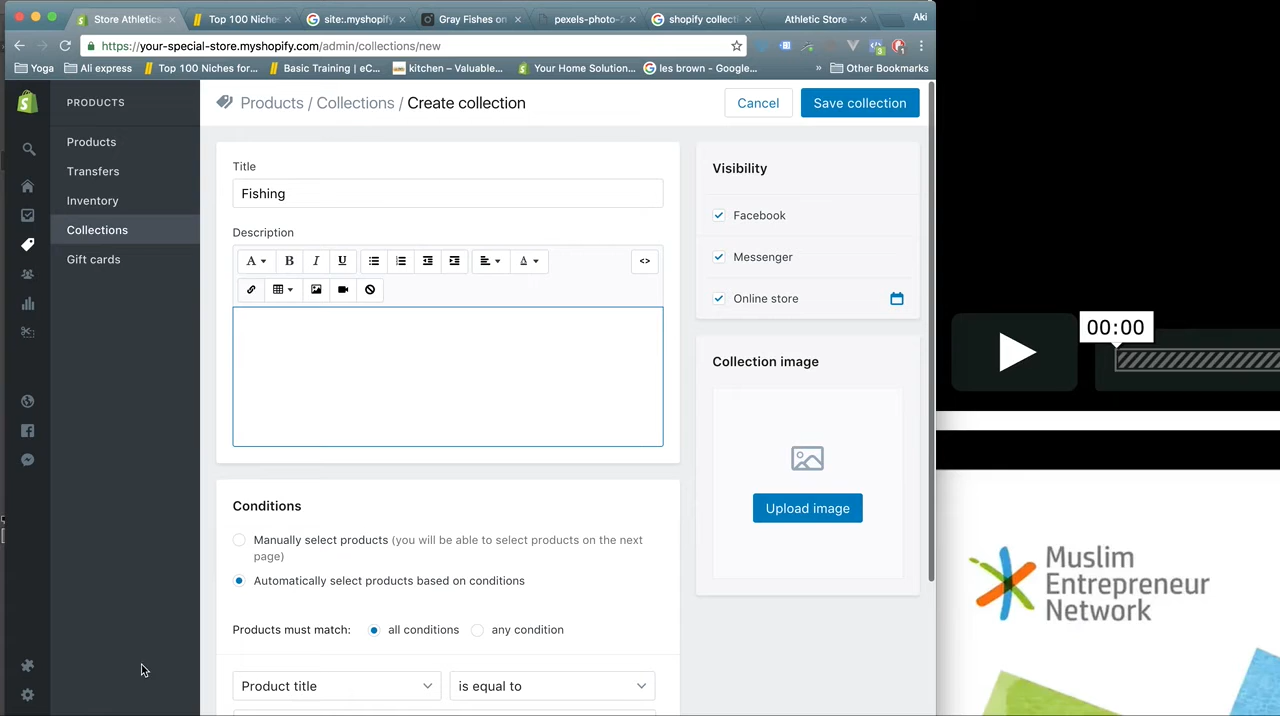 Store Athletics
Top 100 Niches
site:.myshopify
Gray Fishes on
pexels-photo-2
shopify collecti
Athletic Store –
Aki
https://your-special-store.myshopify.com/admin/collections/new
Yoga
Ali express
Top 100 Niches for...
Basic Training | eC...
kitchen – Valuable...
Your Home Solution...
les brown - Google...
»
Other Bookmarks
PRODUCTS
Products / Collections / Create collection
Cancel
Save collection
Products
Transfers
Inventory
Collections
Gift cards
Title
Fishing
Description
A
B
I
U
A
<>
Visibility
Facebook
Messenger
Online store
Collection image
Upload image
Conditions
Manually select products (you will be able to select products on the next
page)
Automatically select products based on conditions
Products must match:
all conditions
any condition
Product title
is equal to
00:00
Muslim
Entrepreneur
Network